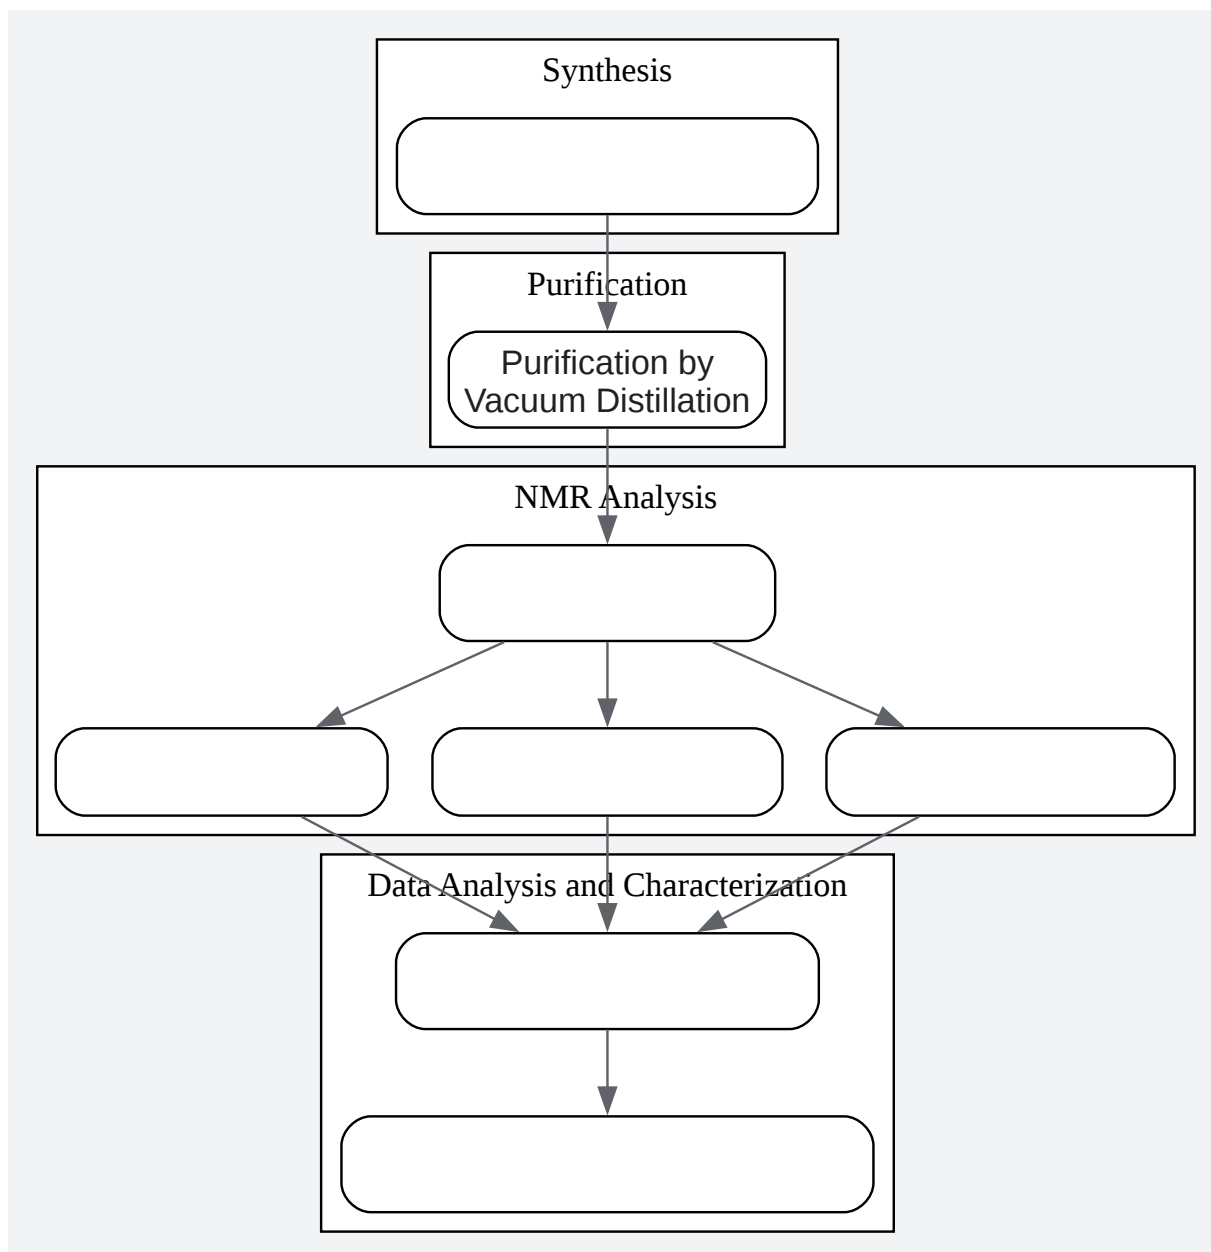 Synthesis
Purification
Purification by
Vacuum Distillation
NMR Analysis
Data Analysis and Characterization